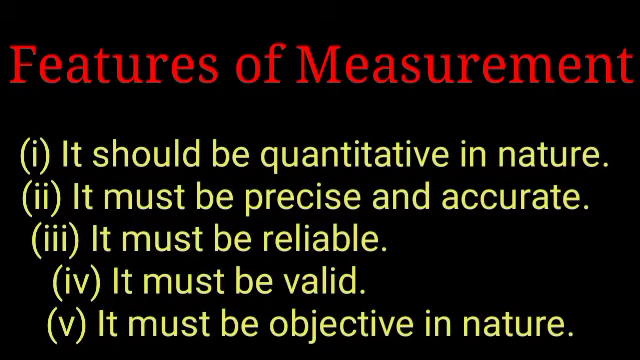 Features of Measurement
(i) It should be quantitative in nature.
(ii) It must be precise and accurate.
(iii) It must be reliable.
(iv) It must be valid.
(v) It must be objective in nature.